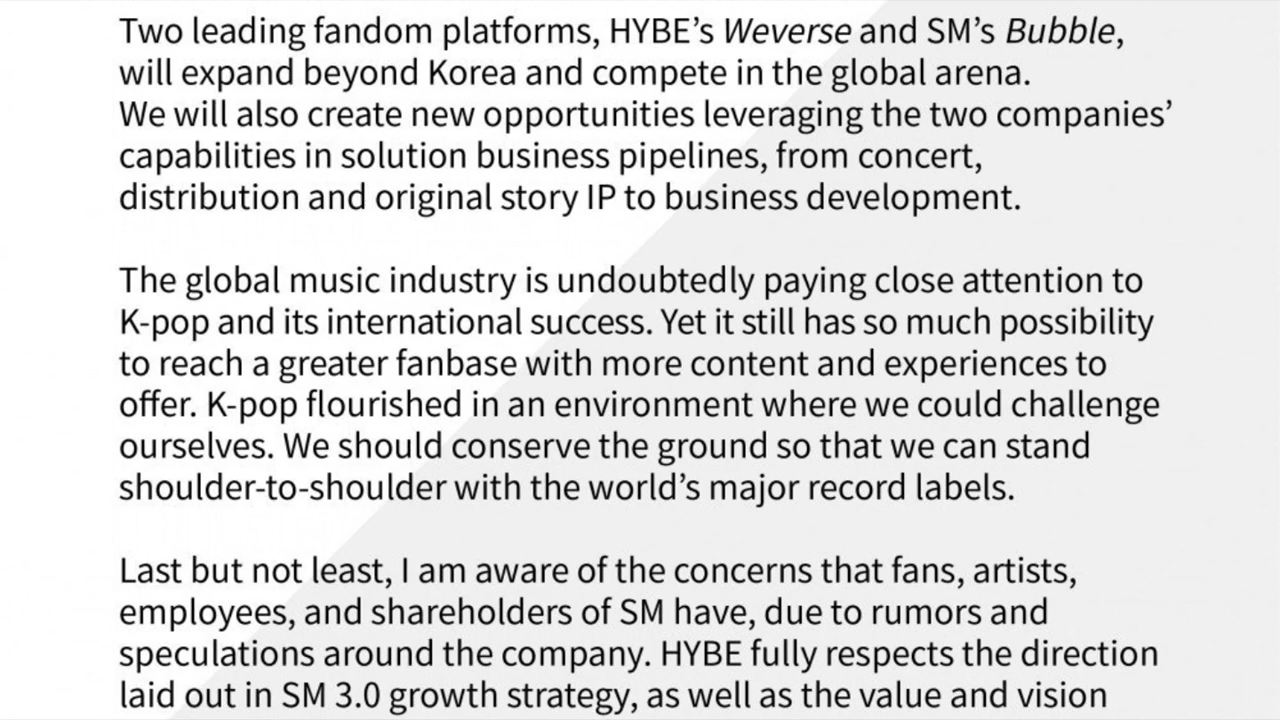 Two leading fandom platforms, HYBE’s Weverse and SM’s Bubble,
will expand beyond Korea and compete in the global arena.
We will also create new opportunities leveraging the two companies’
capabilities in solution business pipelines, from concert,
distribution and original story IP to business development.
The global music industry is undoubtedly paying close attention to
K-pop and its international success. Yet it still has so much possibility
to reach a greater fanbase with more content and experiences to
offer. K-pop flourished in an environment where we could challenge
ourselves. We should conserve the ground so that we can stand
shoulder-to-shoulder with the world’s major record labels.
Last but not least, I am aware of the concerns that fans, artists,
employees, and shareholders of SM have, due to rumors and
speculations around the company. HYBE fully respects the direction
laid out in SM 3.0 growth strategy, as well as the value and vision